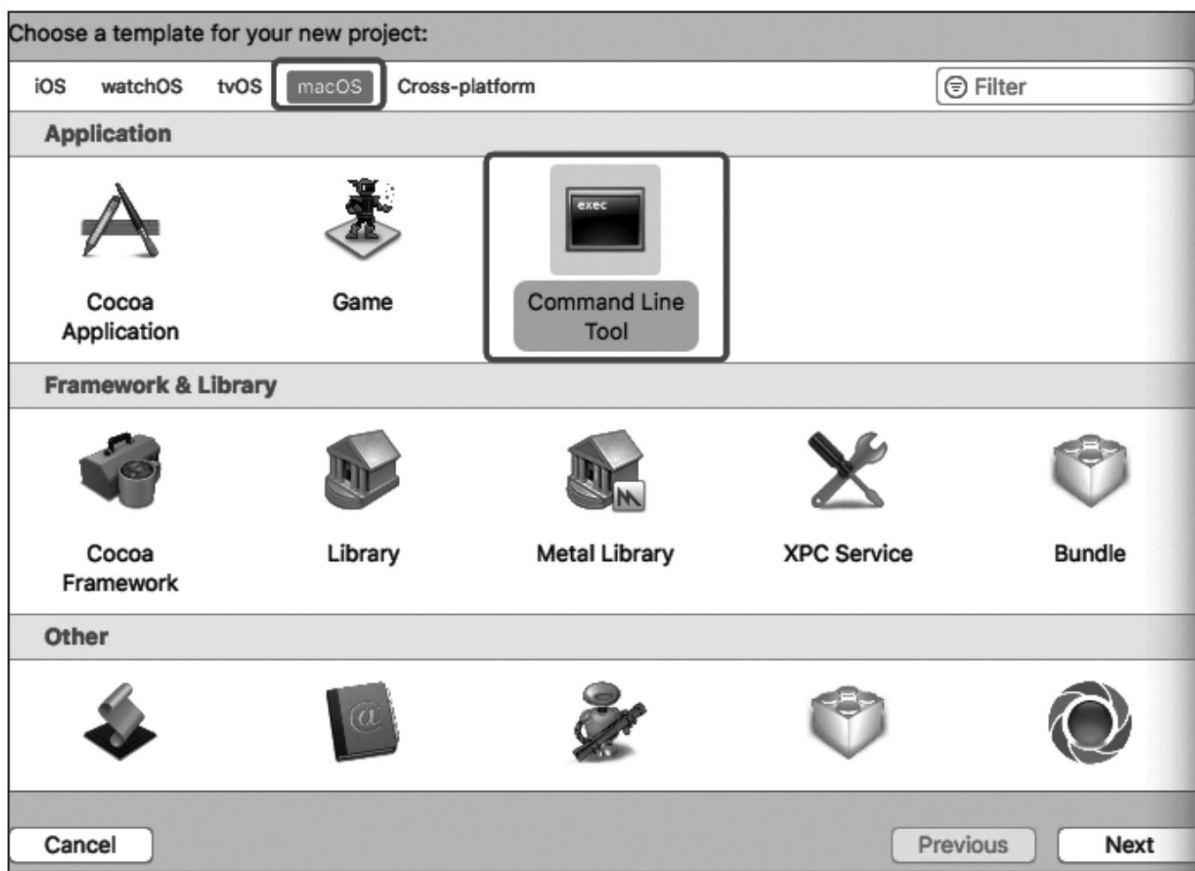 Choose a template for your new project:
iOS watchOS tvOS macOS Cross-platform Filter
Application
exec
Cocoa Application
Game
Command Line Tool
Framework & Library
Cocoa Framework
Library
Metal Library
XPC Service
Bundle
Other
@
Cancel Previous Next